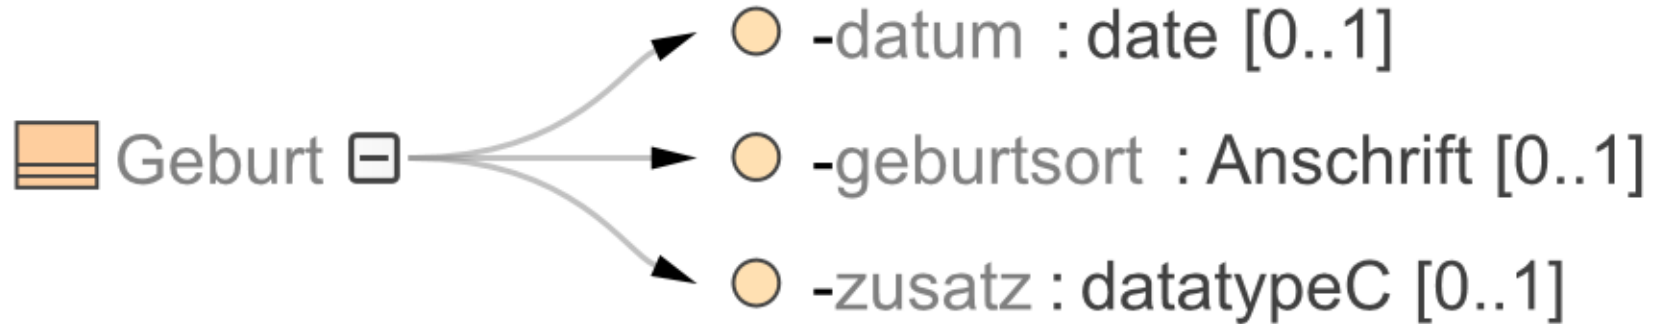 -datum : date [0..1]
Geburt -geburtsort : Anschrift [0..1]
-zusatz : datatypeC [0..1]